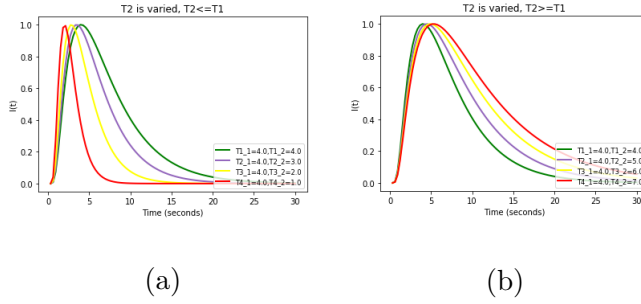 T2 is varied, T2<=T1
I(t)
1.0
0.8
0.6
0.4
0.2
0.0
0 5 10 15 20 25 30
Time (seconds)
T1_1=4.0,T1_2=4.0
T2_1=4.0,T2_2=3.0
T3_1=4.0,T3_2=2.0
T4_1=4.0,T4_2=1.0
(a)
T2 is varied, T2>=T1
I(t)
1.0
0.8
0.6
0.4
0.2
0.0
0 5 10 15 20 25 30
Time (seconds)
T1_1=4.0,T1_2=4.0
T2_1=4.0,T2_2=5.0
T3_1=4.0,T3_2=6.0
T4_1=4.0,T4_2=7.0
(b)